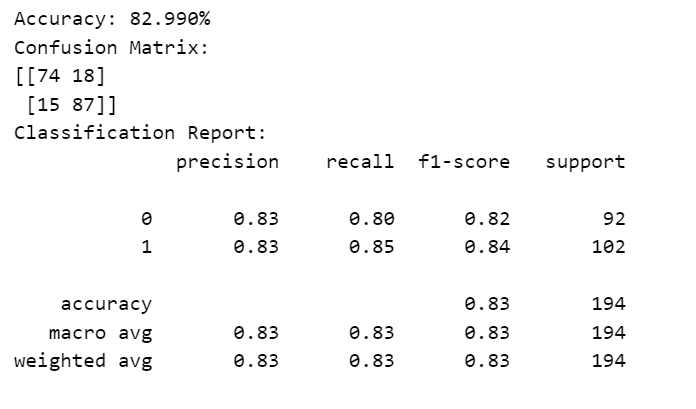 Accuracy: 82.990%
Confusion Matrix:
[[74 18]
 [15 87]]
Classification Report:
              precision    recall  f1-score   support

           0       0.83      0.80      0.82        92
           1       0.83      0.85      0.84       102

    accuracy                           0.83       194
   macro avg       0.83      0.83      0.83       194
weighted avg       0.83      0.83      0.83       194